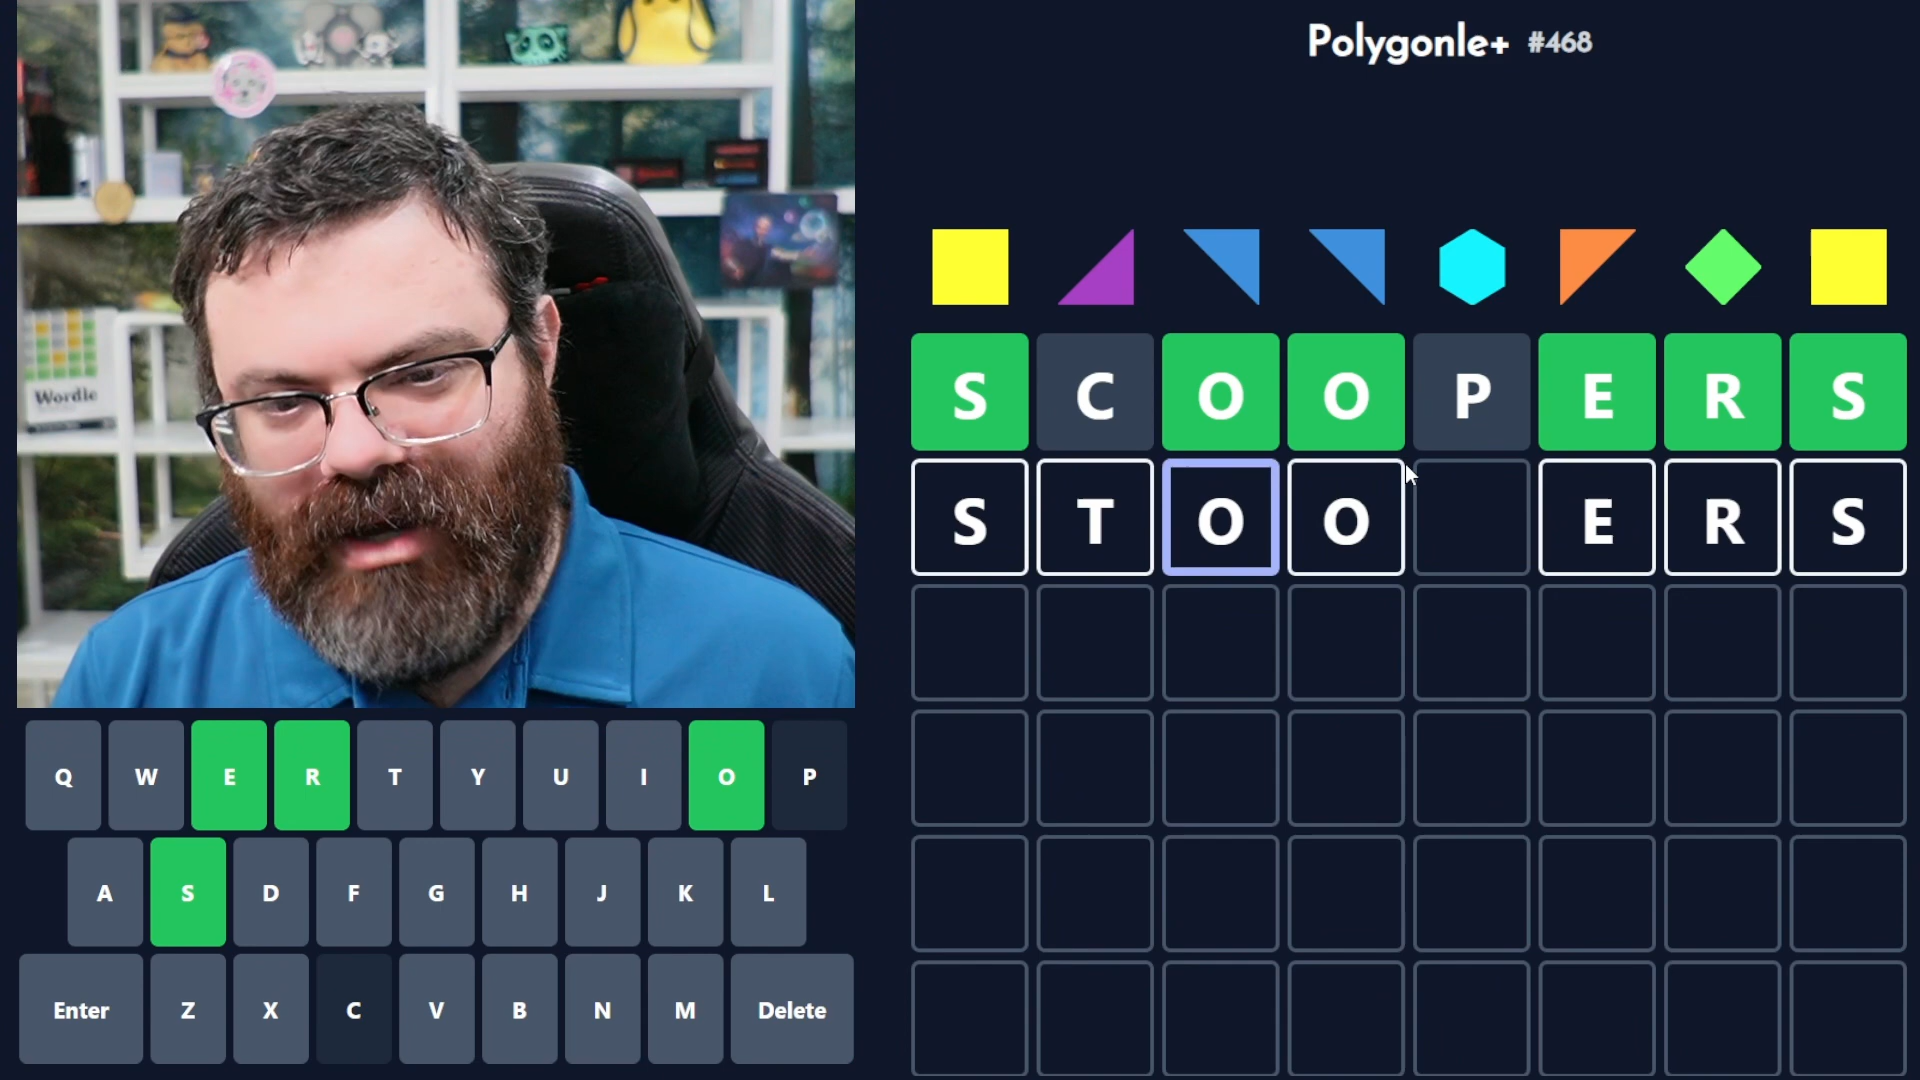 Polygonle+ #468
S C O O P E R S
S T O O E R S
Wordle
Q W E R T Y U I O P
A S D F G H J K L
Enter Z X C V B N M Delete